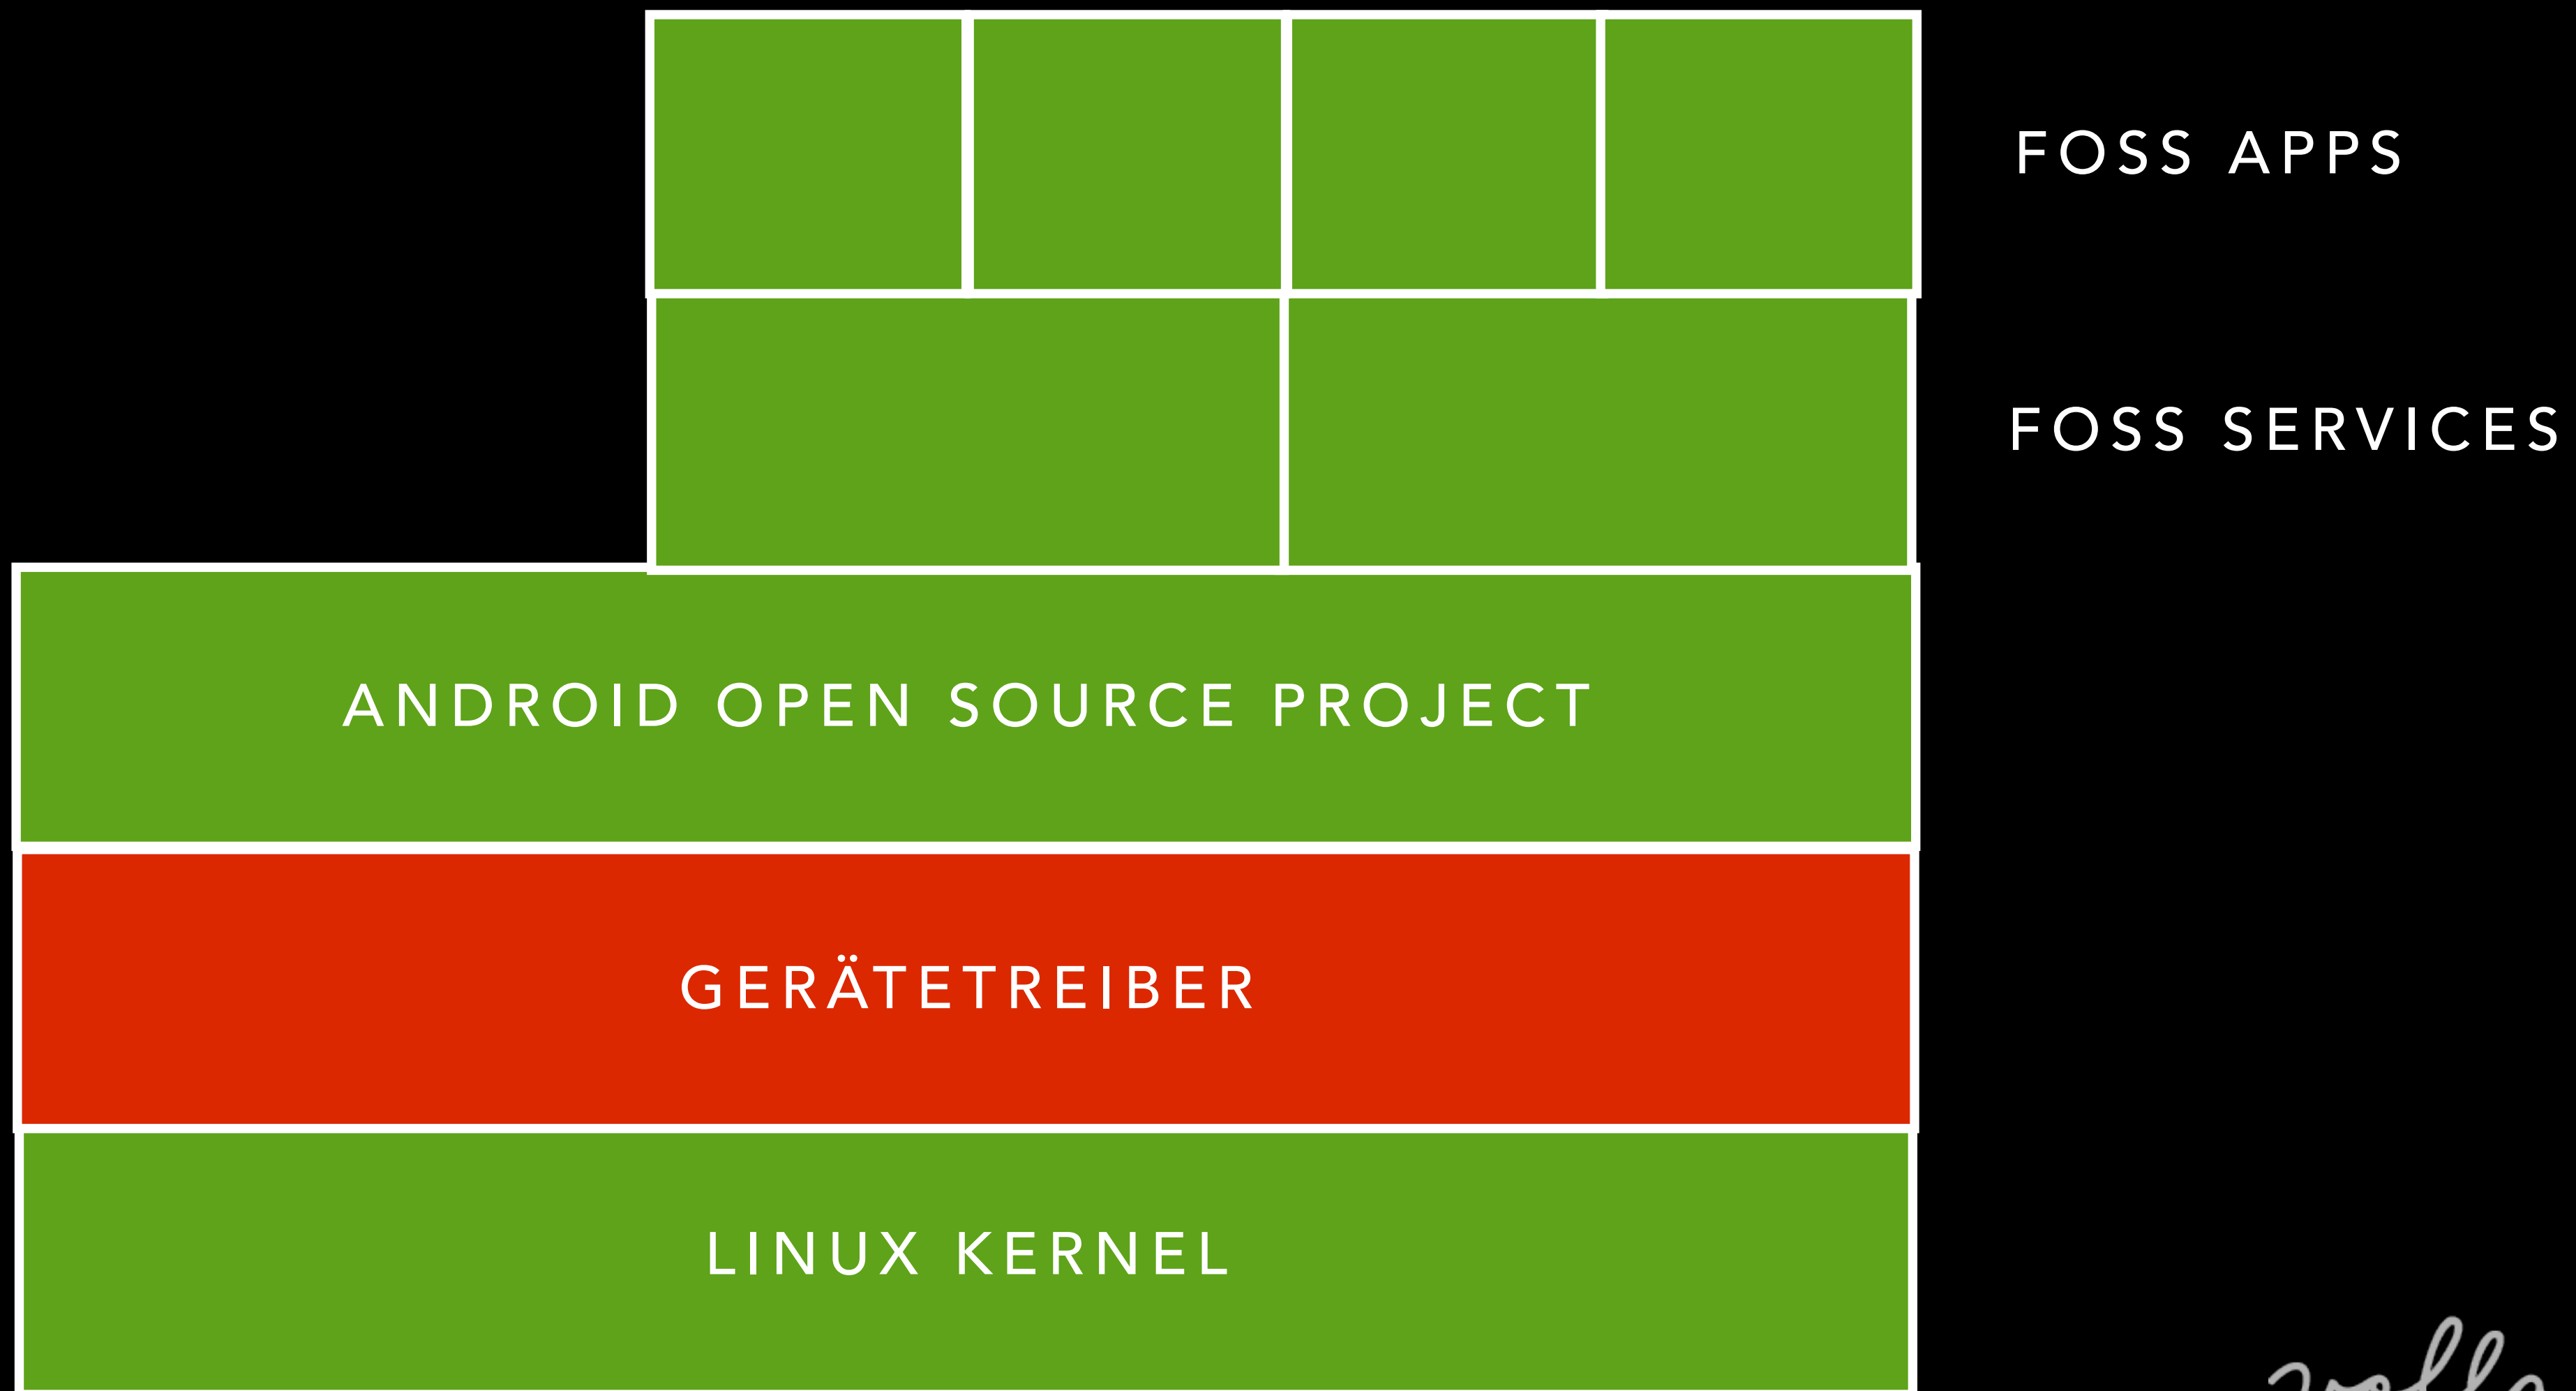 FOSS APPS
FOSS SERVICES
ANDROID OPEN SOURCE PROJECT
GERÄTETREIBER
LINUX KERNEL